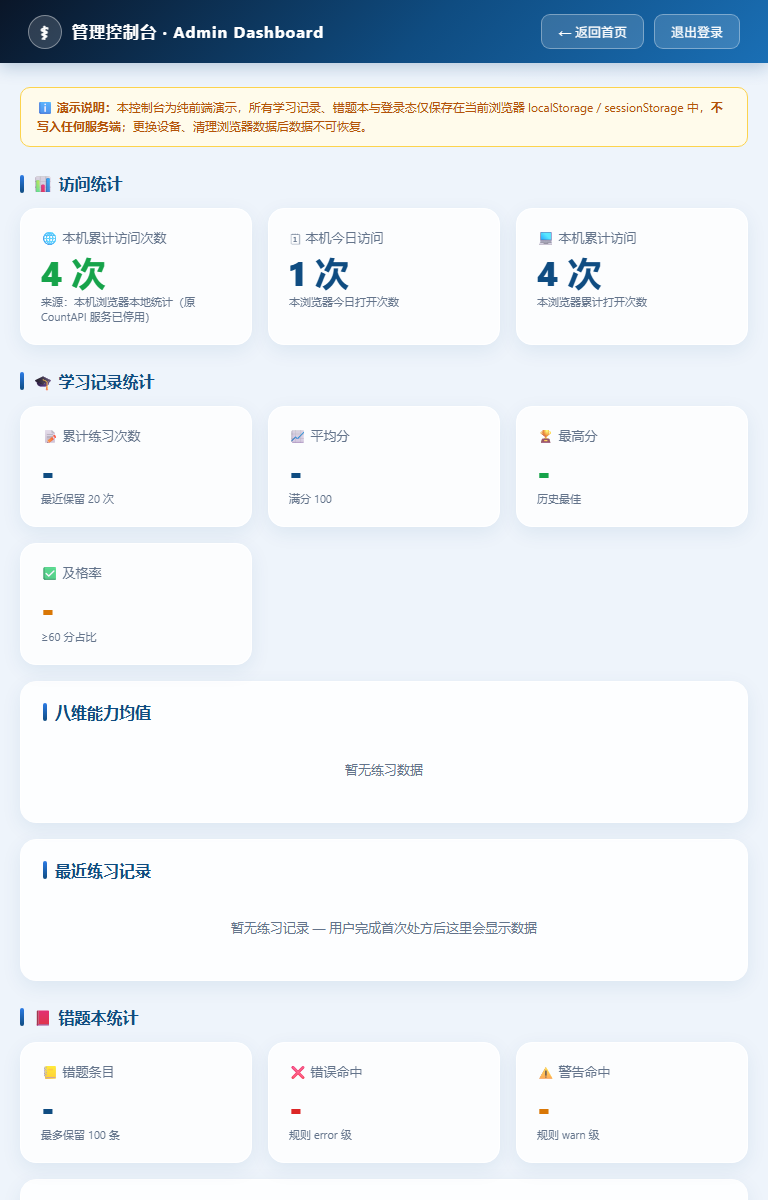 管理控制台 · Admin Dashboard
← 返回首页
退出登录
演示说明：本控制台为纯前端演示，所有学习记录、错题本与登录态仅保存在当前浏览器 localStorage / sessionStorage 中，不
写入任何服务端；更换设备、清理浏览器数据后数据不可恢复。
访问统计
本机累计访问次数
4 次
来源：本机浏览器本地统计（原
CountAPI 服务已停用）
本机今日访问
1 次
本浏览器今日打开次数
本机累计访问
4 次
本浏览器累计打开次数
学习记录统计
累计练习次数
-
最近保留 20 次
平均分
-
满分 100
最高分
-
历史最佳
及格率
-
≥60 分占比
八维能力均值
暂无练习数据
最近练习记录
暂无练习记录 — 用户完成首次处方后这里会显示数据
错题本统计
错题条目
-
最多保留 100 条
错误命中
-
规则 error 级
警告命中
-
规则 warn 级